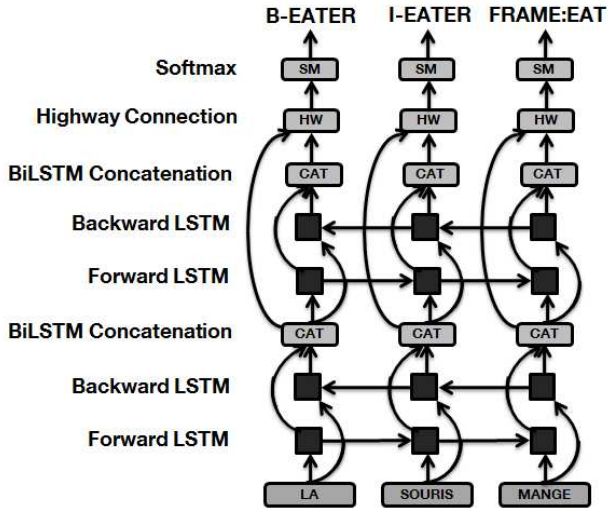 B-EATER I-EATER FRAME:EAT
Softmax SM SM SM
Highway Connection HW HW HW
BiLSTM Concatenation CAT CAT CAT
Backward LSTM
Forward LSTM
BiLSTM Concatenation CAT CAT CAT
Backward LSTM
Forward LSTM
LA SOURIS MANGE